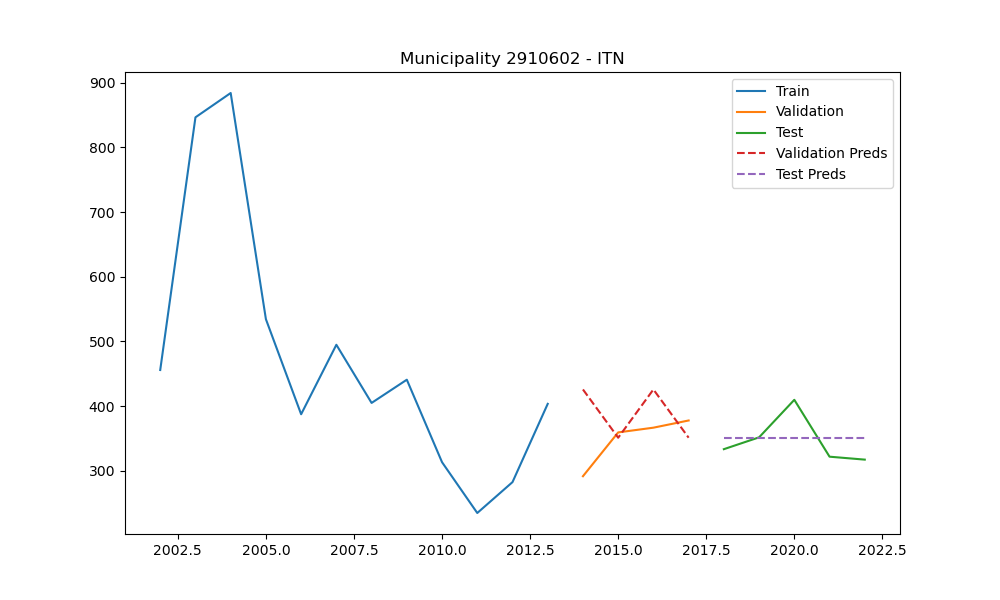 Municipality 2910602 - ITN
900
800
700
600
500
400
300
Train
Validation
Test
Validation Preds
Test Preds
2002.5 2005.0 2007.5 2010.0 2012.5 2015.0 2017.5 2020.0 2022.5